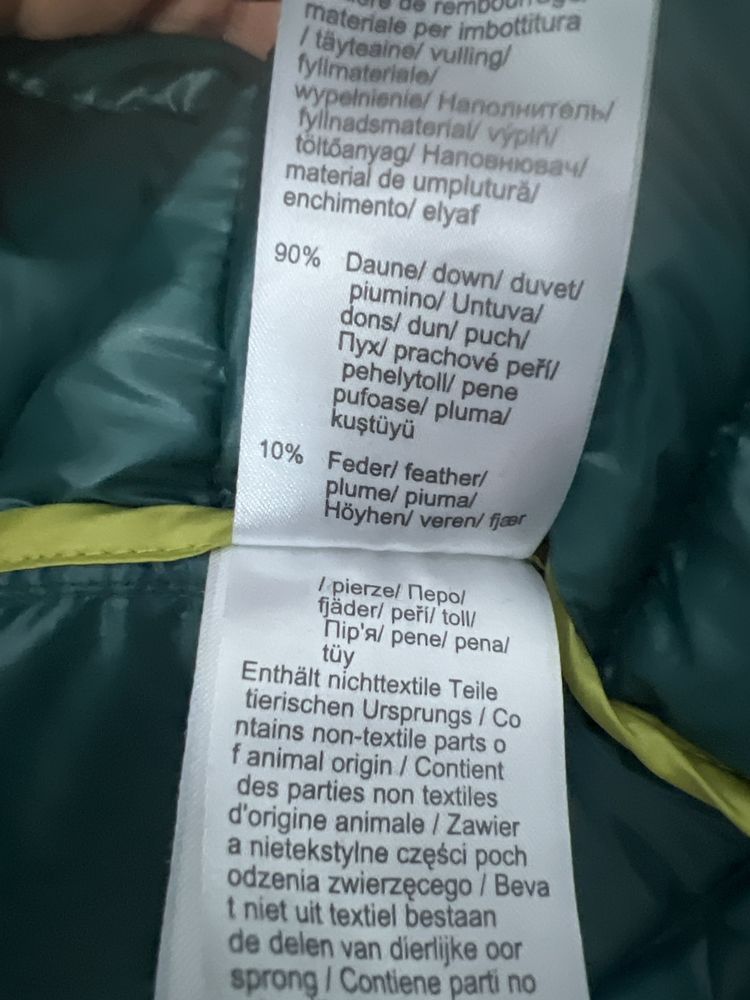 de rembourrage/
materiale per imbottitura
/ täyteaine/ vulling/
fyllmateriale/
wypełnienie/ Наполнитель/
fyllnadsmaterial/ výplň/
töltőanyag/ Наповнювач/
material de umplutură/
enchimento/ elyaf
90% Daune/ down/ duvet/
piumino/ Untuva/
dons/ dun/ puch/
Пух/ prachové peří/
pehelytoll/ pene
pufoase/ pluma/
kuştüyü
10% Feder/ feather/
plume/ piuma/
Höyhen/ veren/ fjær
/ pierze/ Перо/
fjäder/ peří/ toll/
Пір'я/ pene/ pena/
tüy
Enthält nichttextile Teile
tierischen Ursprungs / Co
ntains non-textile parts o
f animal origin / Contient
des parties non textiles
d'origine animale / Zawier
a nietekstylne części poch
odzenia zwierzęcego / Beva
t niet uit textiel bestaan
de delen van dierlijke oor
sprong / Contiene parti no